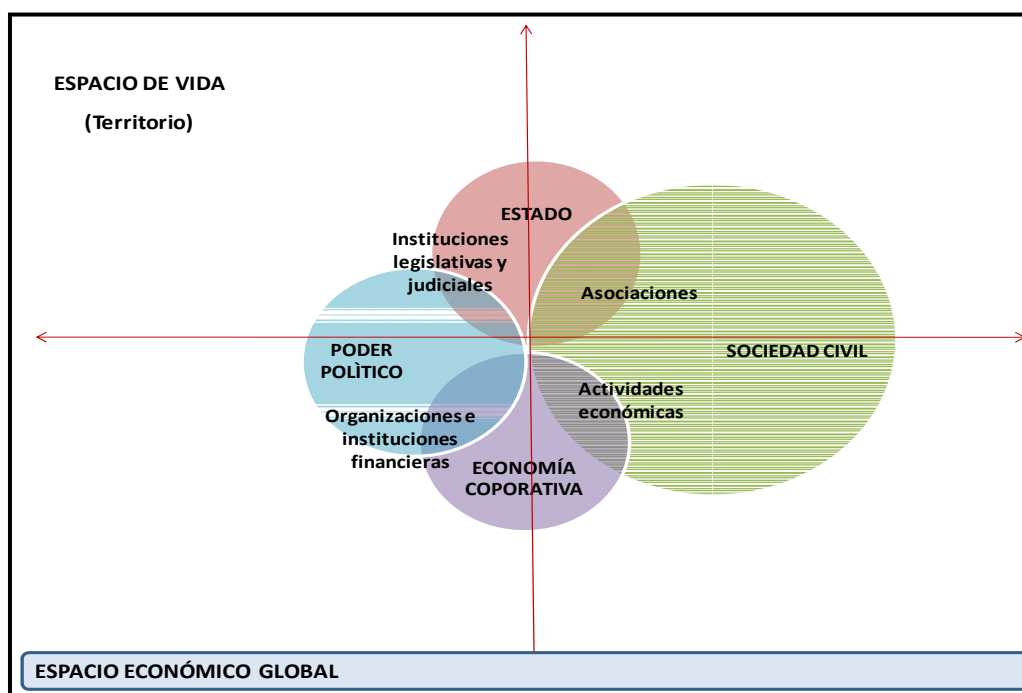 ESPACIO DE VIDA
(Territorio)
ESTADO
Instituciones
legislativas y
judiciales
Asociaciones
PODER
POLÌTICO
SOCIEDAD CIVIL
Actividades
económicas
Organizaciones e
instituciones
financieras
ECONOMÍA
COPORATIVA
ESPACIO ECONÓMICO GLOBAL